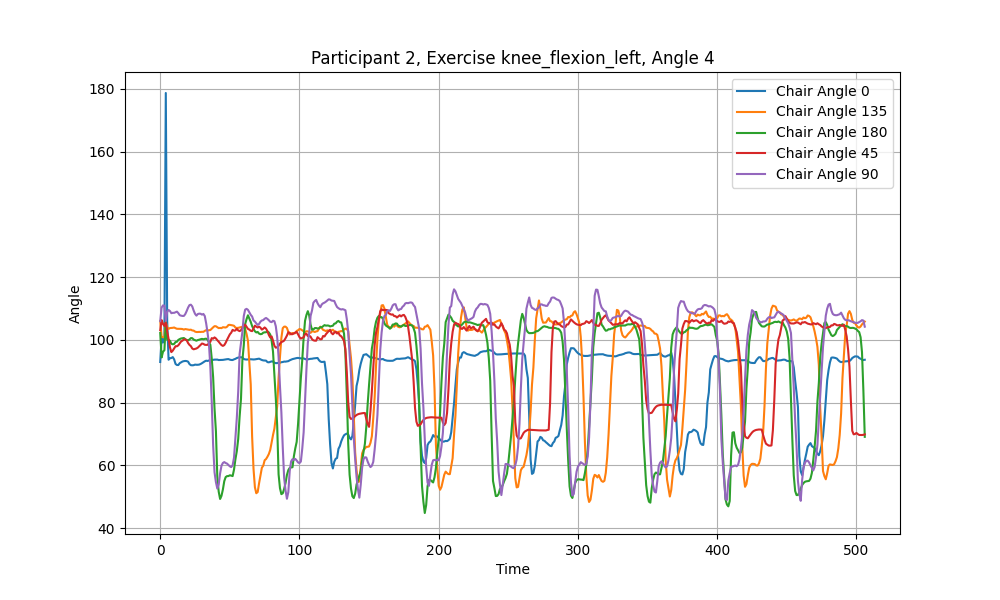 Participant 2, Exercise knee_flexion_left, Angle 4
Chair Angle 0
Chair Angle 135
Chair Angle 180
Chair Angle 45
Chair Angle 90
Angle
180
160
140
120
100
80
60
40
0
100
200
300
400
500
Time